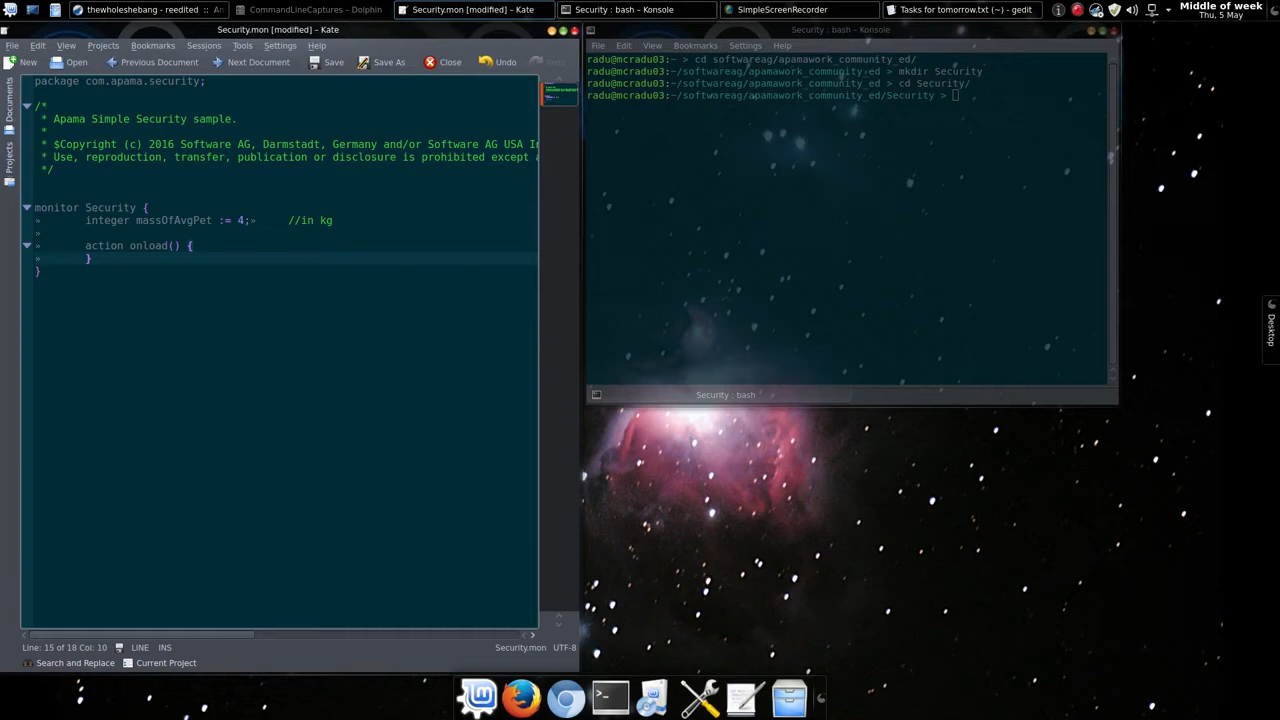 thewholeshebang - reedited : An
CommandLineCaptures - Dolphin
Security.mon [modified] - Kate
Security : bash - Konsole
SimpleScreenRecorder
Tasks for tomorrow.txt (~) - gedit
Middle of week
Thu, 5 May
Security.mon [modified] - Kate
File Edit View Projects Bookmarks Sessions Tools Settings Help
New Open Previous Document Next Document Save Save As Close Undo Redo
Documents
Projects
package com.apama.security;
/*
* Apama Simple Security sample.
*
* $Copyright (c) 2016 Software AG, Darmstadt, Germany and/or Software AG USA In
* Use, reproduction, transfer, publication or disclosure is prohibited except a
*/
monitor Security {
» integer massOfAvgPet := 4;» //in kg
»
» action onload() {
» }
}
Line: 15 of 18 Col: 10 LINE INS Security.mon UTF-8
Search and Replace Current Project
Security : bash - Konsole
File Edit View Bookmarks Settings Help
radu@mcradu03:~ > cd softwareag/apamawork_community_ed/
radu@mcradu03:~/softwareag/apamawork_community_ed > mkdir Security
radu@mcradu03:~/softwareag/apamawork_community_ed > cd Security/
radu@mcradu03:~/softwareag/apamawork_community_ed/Security >
Security : bash
Desktop